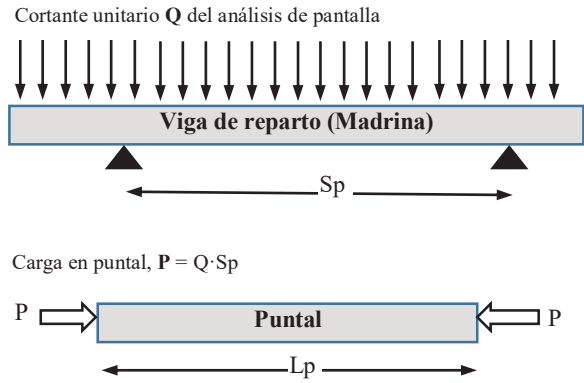 Cortante unitario Q del análisis de pantalla
Viga de reparto (Madrina)
Sp
Carga en puntal, P = Q·Sp
P
Puntal
P
Lp